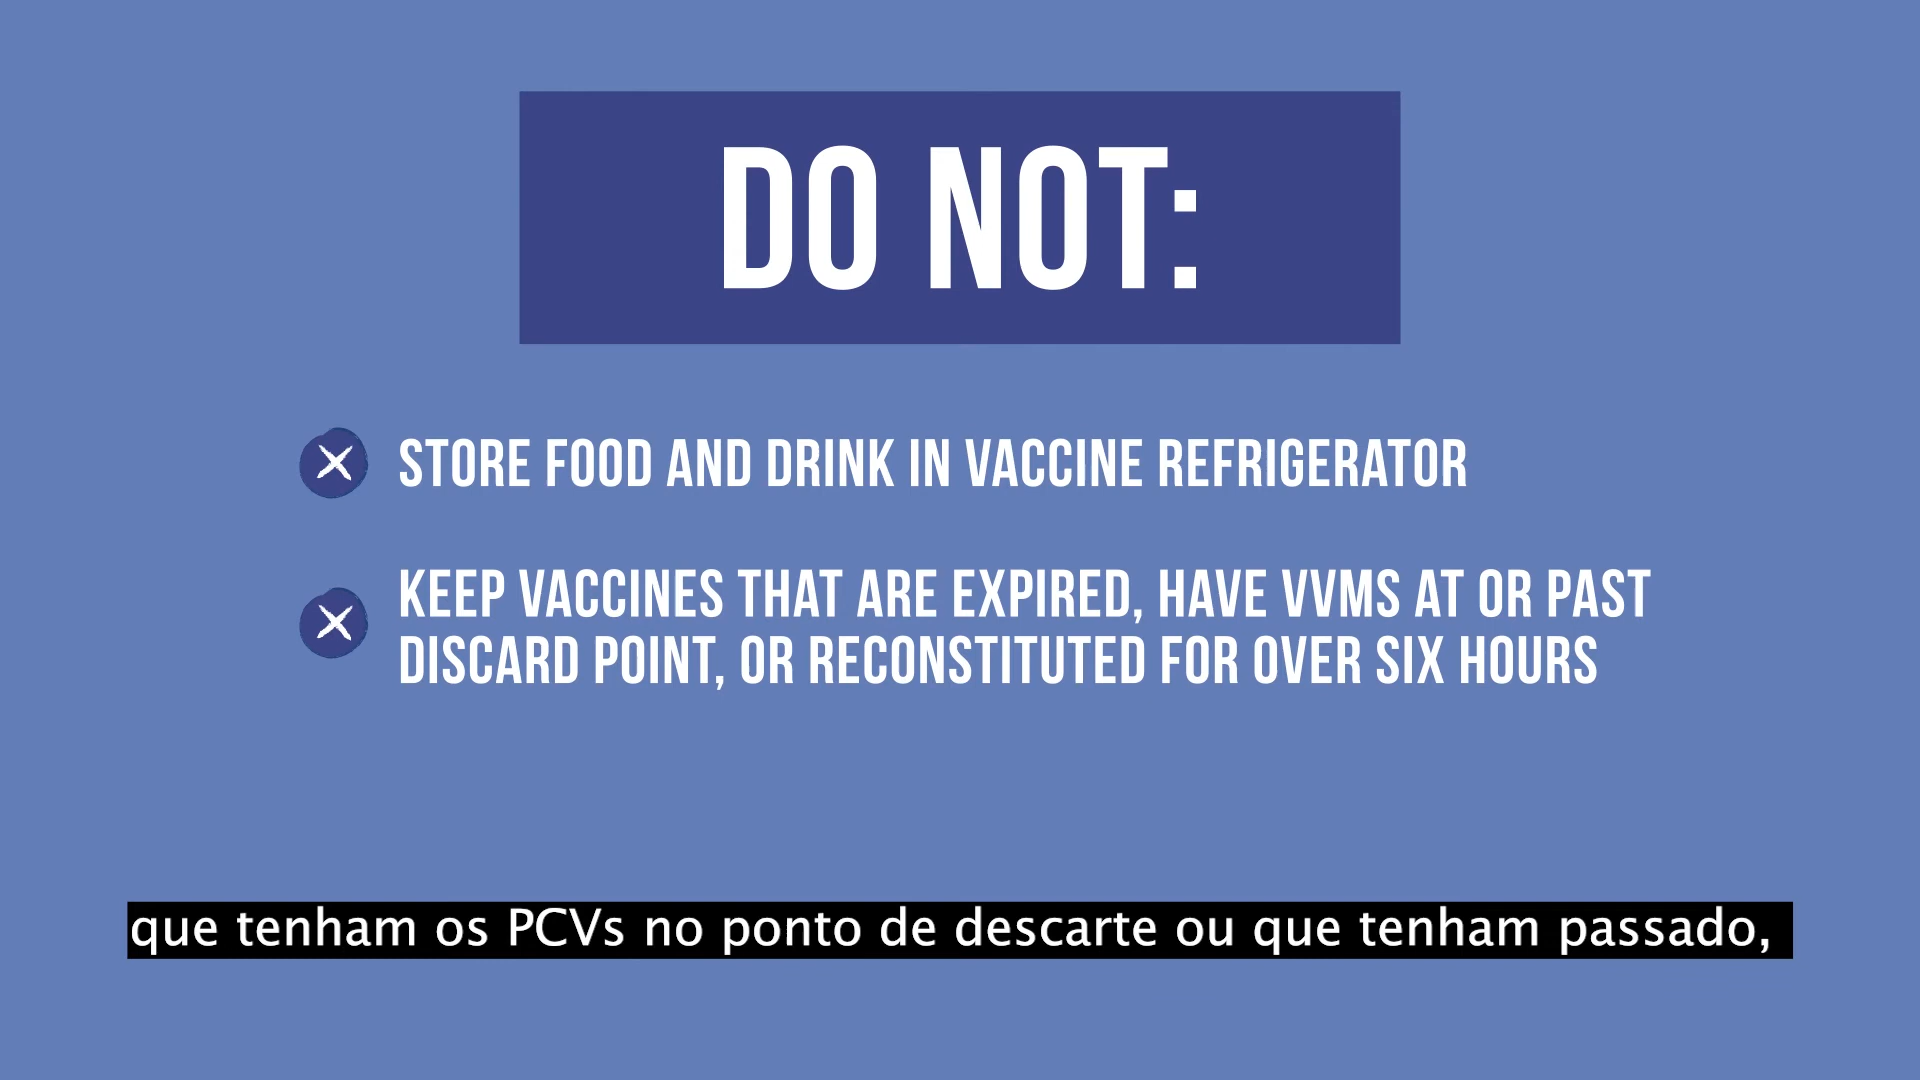 DO NOT:
STORE FOOD AND DRINK IN VACCINE REFRIGERATOR
KEEP VACCINES THAT ARE EXPIRED, HAVE VVMS AT OR PAST
DISCARD POINT, OR RECONSTITUTED FOR OVER SIX HOURS
que tenham os PCVs no ponto de descarte ou que tenham passado,